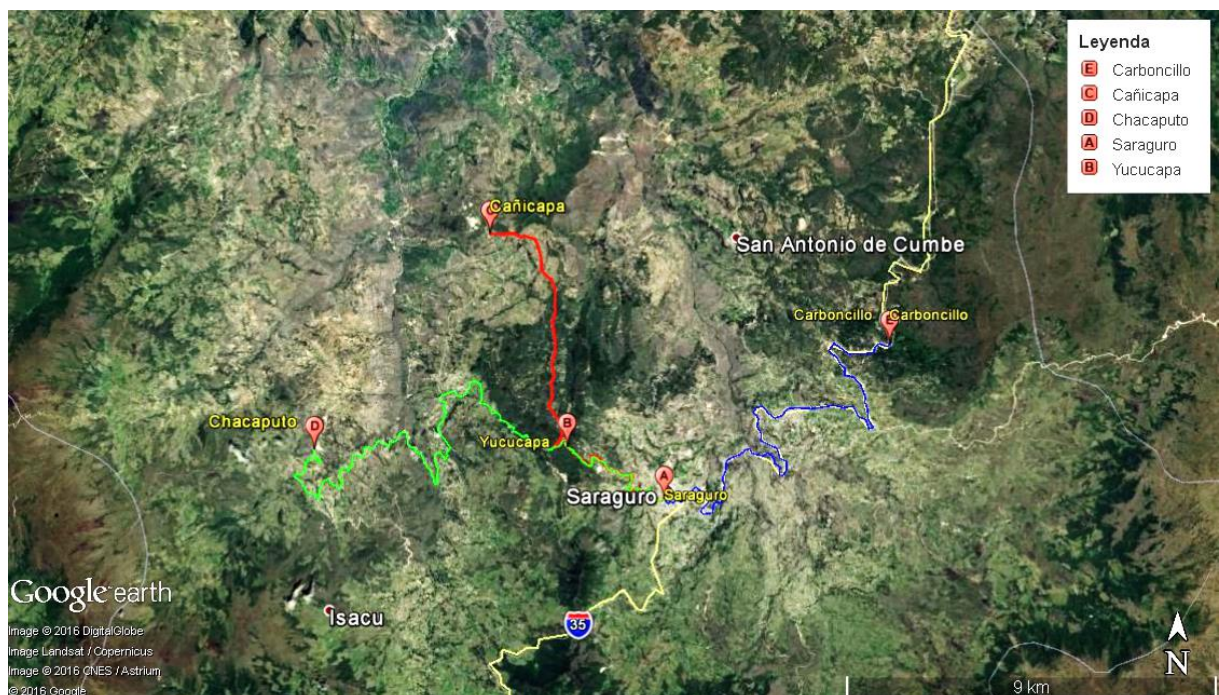 Leyenda
E Carboncillo
C Cañicapa
D Chacaputo
A Saraguro
B Yucucapa
Cañicapa
San Antonio de Cumbe
Carboncillo
E
Carboncillo
D
Chacaputo
B
Yucucapa
A
Saraguro
Saraguro
Isacu
35
Google earth
Image © 2016 DigitalGlobe
Image Landsat / Copernicus
Image © 2016 CNES / Astrium
© 2016 Google
N
9 km